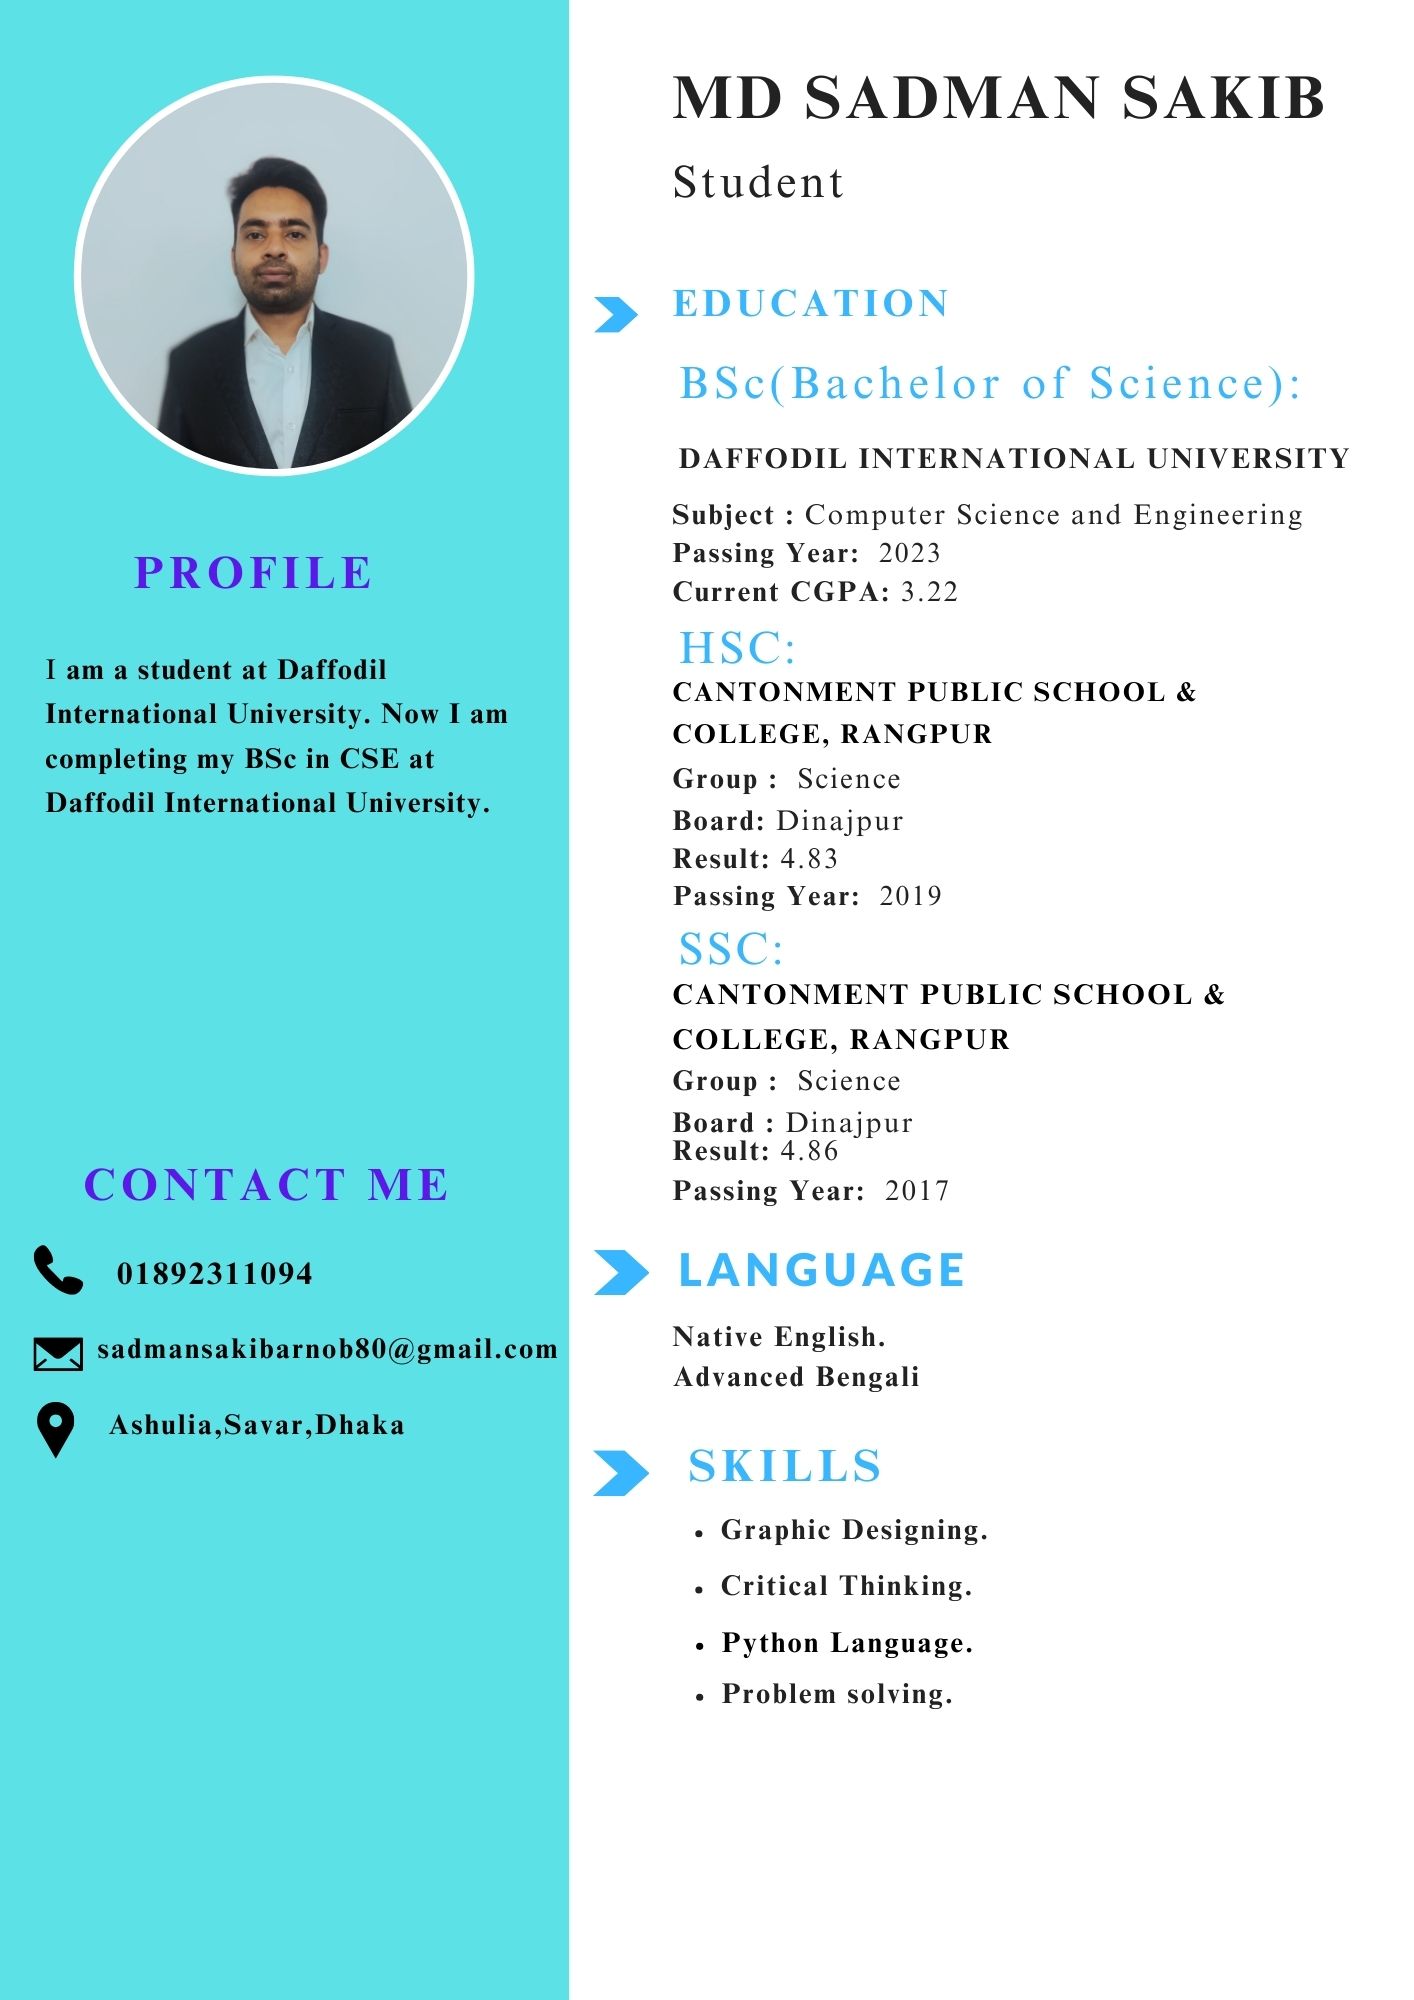 MD SADMAN SAKIB
Student
EDUCATION
BSc(Bachelor of Science):
DAFFODIL INTERNATIONAL UNIVERSITY
Subject : Computer Science and Engineering
Passing Year: 2023
Current CGPA: 3.22
HSC:
CANTONMENT PUBLIC SCHOOL &
COLLEGE, RANGPUR
Group : Science
Board: Dinajpur
Result: 4.83
Passing Year: 2019
SSC:
CANTONMENT PUBLIC SCHOOL &
COLLEGE, RANGPUR
Group : Science
Board : Dinajpur
Result: 4.86
Passing Year: 2017
LANGUAGE
Native English.
Advanced Bengali
SKILLS
• Graphic Designing.
• Critical Thinking.
• Python Language.
• Problem solving.
PROFILE
I am a student at Daffodil
International University. Now I am
completing my BSc in CSE at
Daffodil International University.
CONTACT ME
01892311094
sadmansakibarnob80@gmail.com
Ashulia,Savar,Dhaka